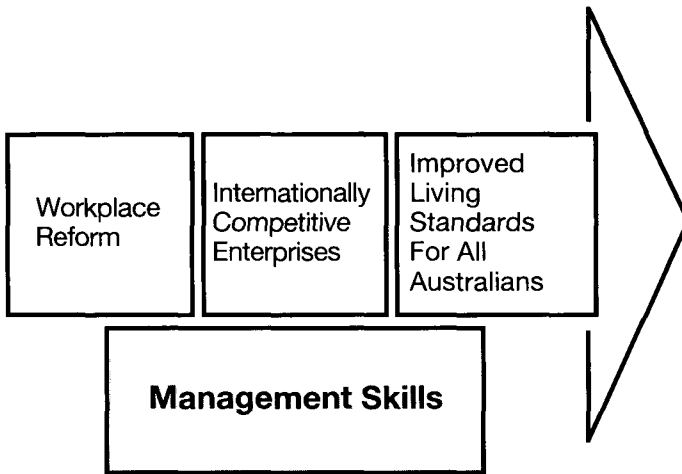 Workplace
Reform
Internationally
Competitive
Enterprises
Improved
Living
Standards
For All
Australians
Management Skills